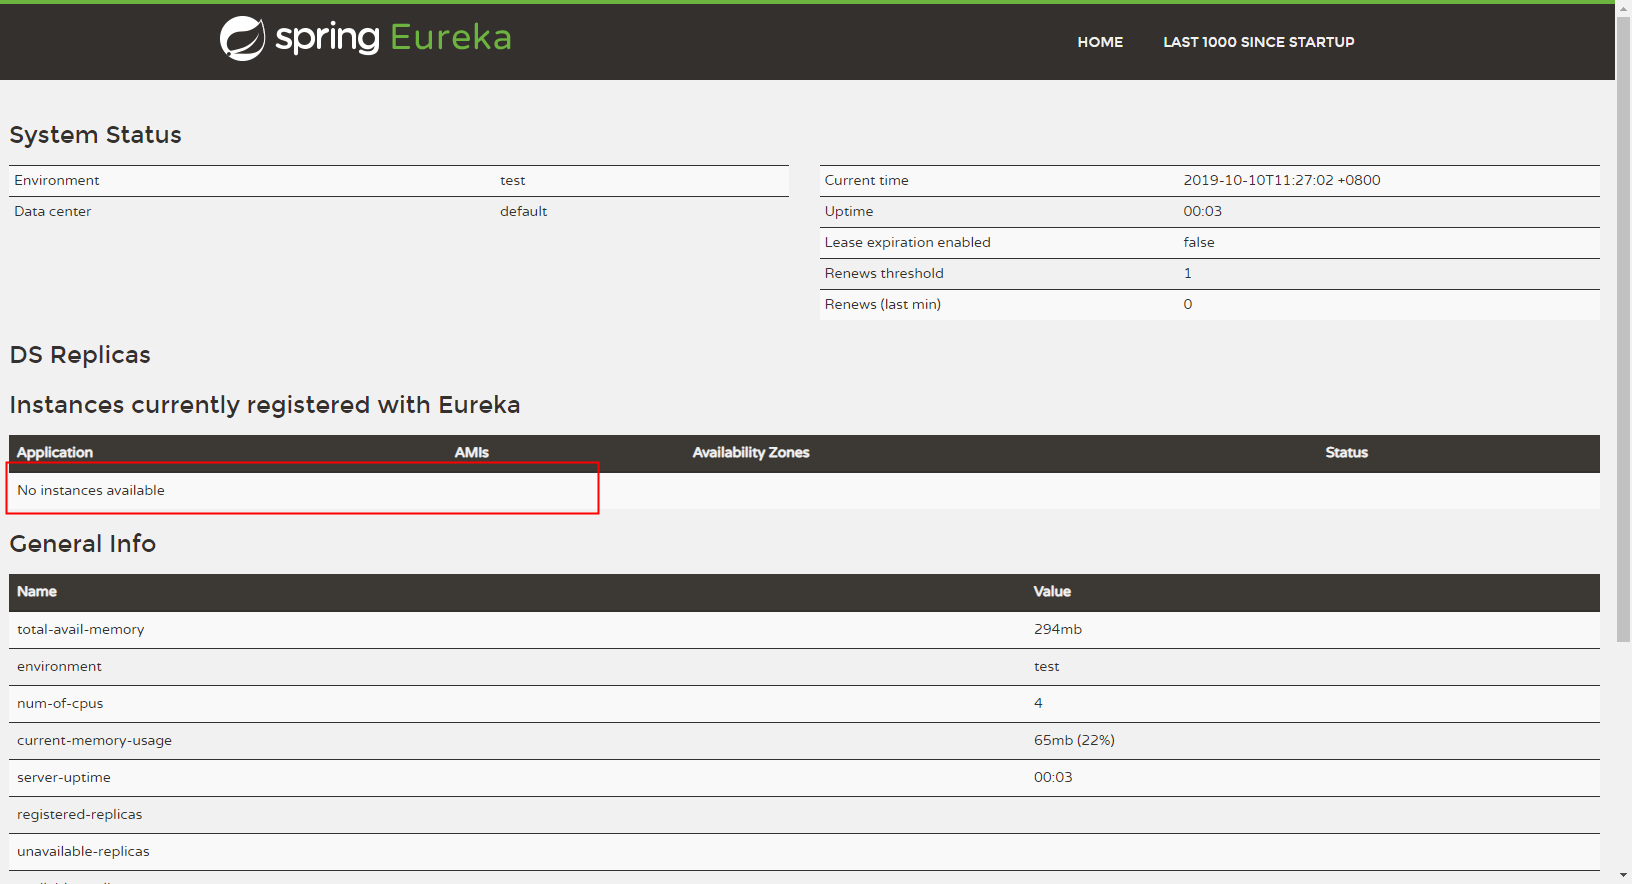 spring Eureka
HOME LAST 1000 SINCE STARTUP
System Status
Environment test
Data center default
Current time 2019-10-10T11:27:02 +0800
Uptime 00:03
Lease expiration enabled false
Renews threshold 1
Renews (last min) 0
DS Replicas
Instances currently registered with Eureka
Application AMIs Availability Zones Status
No instances available
General Info
Name Value
total-avail-memory 294mb
environment test
num-of-cpus 4
current-memory-usage 65mb (22%)
server-uptime 00:03
registered-replicas
unavailable-replicas